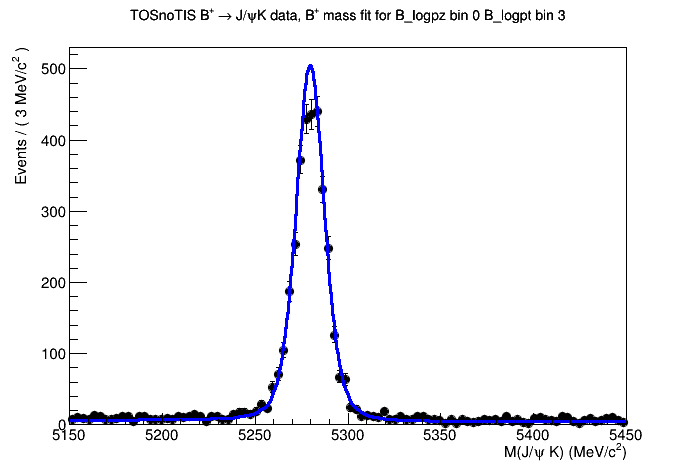 TOSnoTIS B⁺ → J/ψK data, B⁺ mass fit for B_logpz bin 0 B_logpt bin 3
Events / ( 3 MeV/c² )
500
400
300
200
100
0
5150 5200 5250 5300 5350 5400 5450
M(J/ψ K) (MeV/c²)